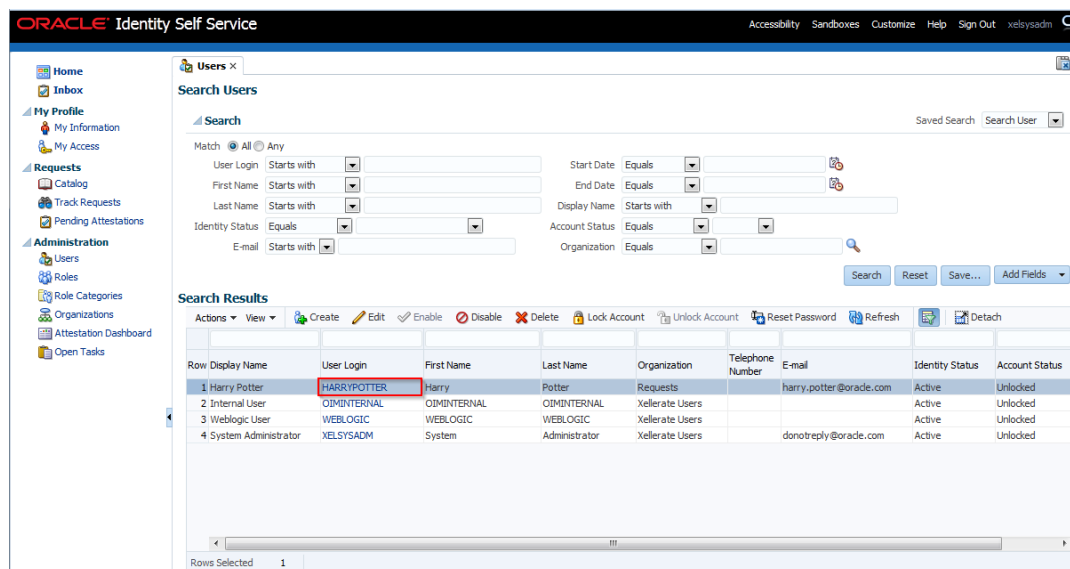 ORACLE Identity Self Service
Accessibility Sandboxes Customize Help Sign Out xelsysadm
Home
Inbox
My Profile
My Information
My Access
Requests
Catalog
Track Requests
Pending Attestations
Administration
Users
Roles
Role Categories
Organizations
Attestation Dashboard
Open Tasks
Users ×
Search Users
Search
Saved Search Search User
Match All Any
User Login Starts with Start Date Equals
First Name Starts with End Date Equals
Last Name Starts with Display Name Starts with
Identity Status Equals Account Status Equals
E-mail Starts with Organization Equals
Search Reset Save... Add Fields
Search Results
Actions View Create Edit Enable Disable Delete Lock Account Unlock Account Reset Password Refresh Detach
Row Display Name User Login First Name Last Name Organization Telephone Number E-mail Identity Status Account Status
1 Harry Potter HARRYPOTTER Harry Potter Requests harry.potter@oracle.com Active Unlocked
2 Internal User OIMINTERNAL OIMINTERNAL OIMINTERNAL Xellerate Users Active Unlocked
3 Weblogic User WEBLOGIC WEBLOGIC WEBLOGIC Xellerate Users Active Unlocked
4 System Administrator XELSYSADM System Administrator Xellerate Users donotreply@oracle.com Active Unlocked
Rows Selected 1